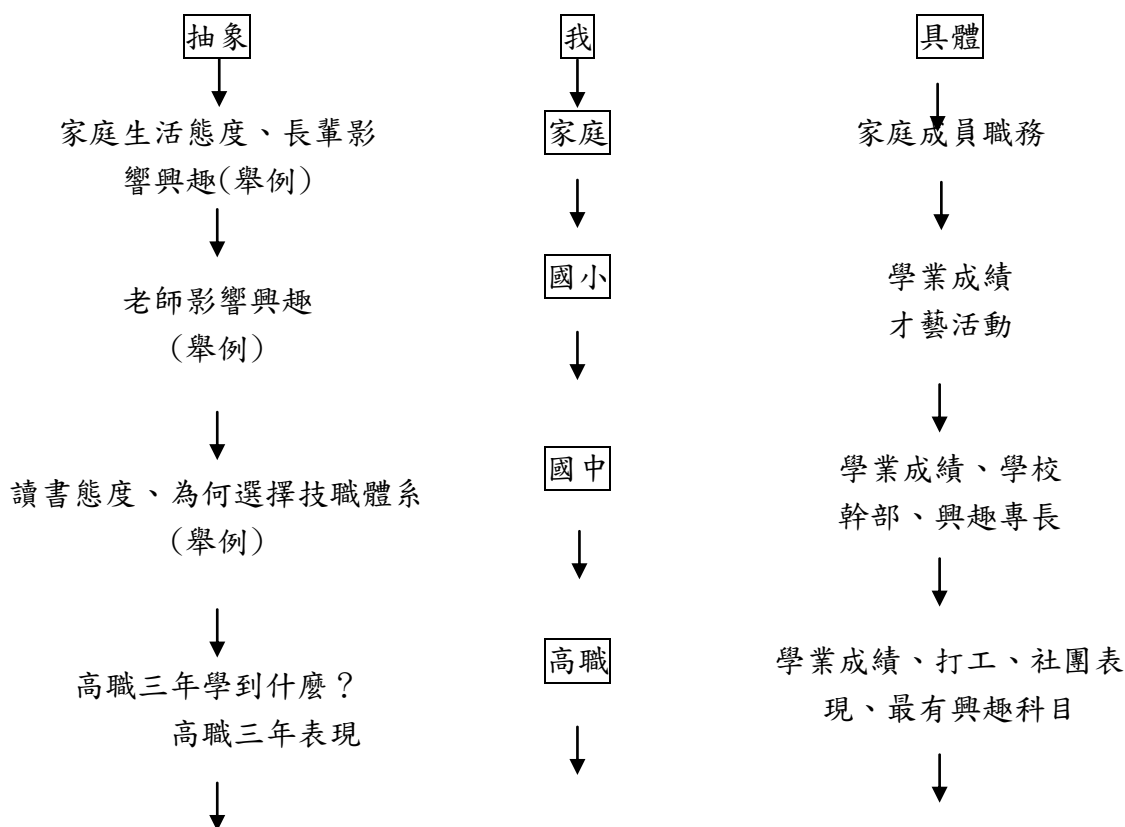 抽象
我
具體
家庭生活態度、長輩影
響興趣(舉例)
家庭
家庭成員職務
老師影響興趣
(舉例)
國小
學業成績
才藝活動
讀書態度、為何選擇技職體系
(舉例)
國中
學業成績、學校
幹部、興趣專長
高職三年學到什麼？
高職三年表現
高職
學業成績、打工、社團表
現、最有興趣科目